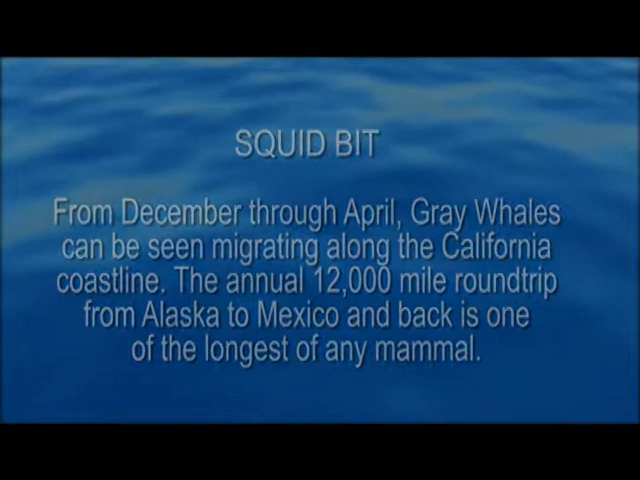 SQUID BIT
From December through April, Gray Whales
can be seen migrating along the California
coastline. The annual 12,000 mile roundtrip
from Alaska to Mexico and back is one
of the longest of any mammal.